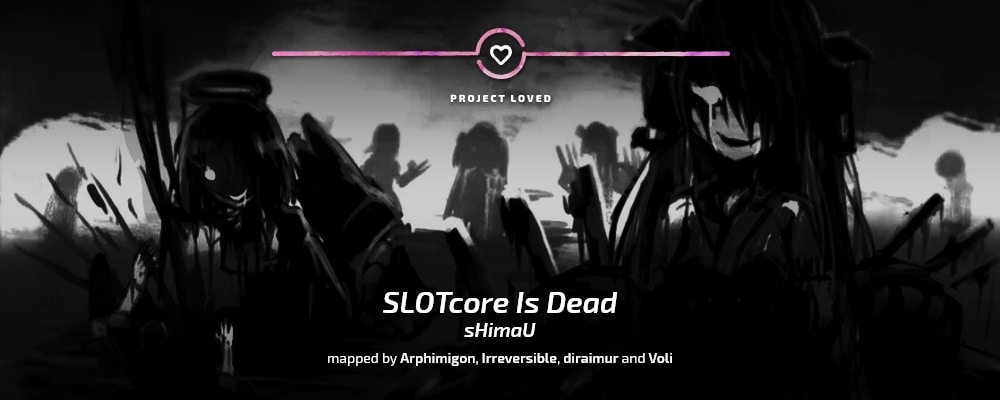 PROJECT LOVED
SLOTcore Is Dead
sHimaU
mapped by Arphimigon, Irreversible, diraimur and Voli